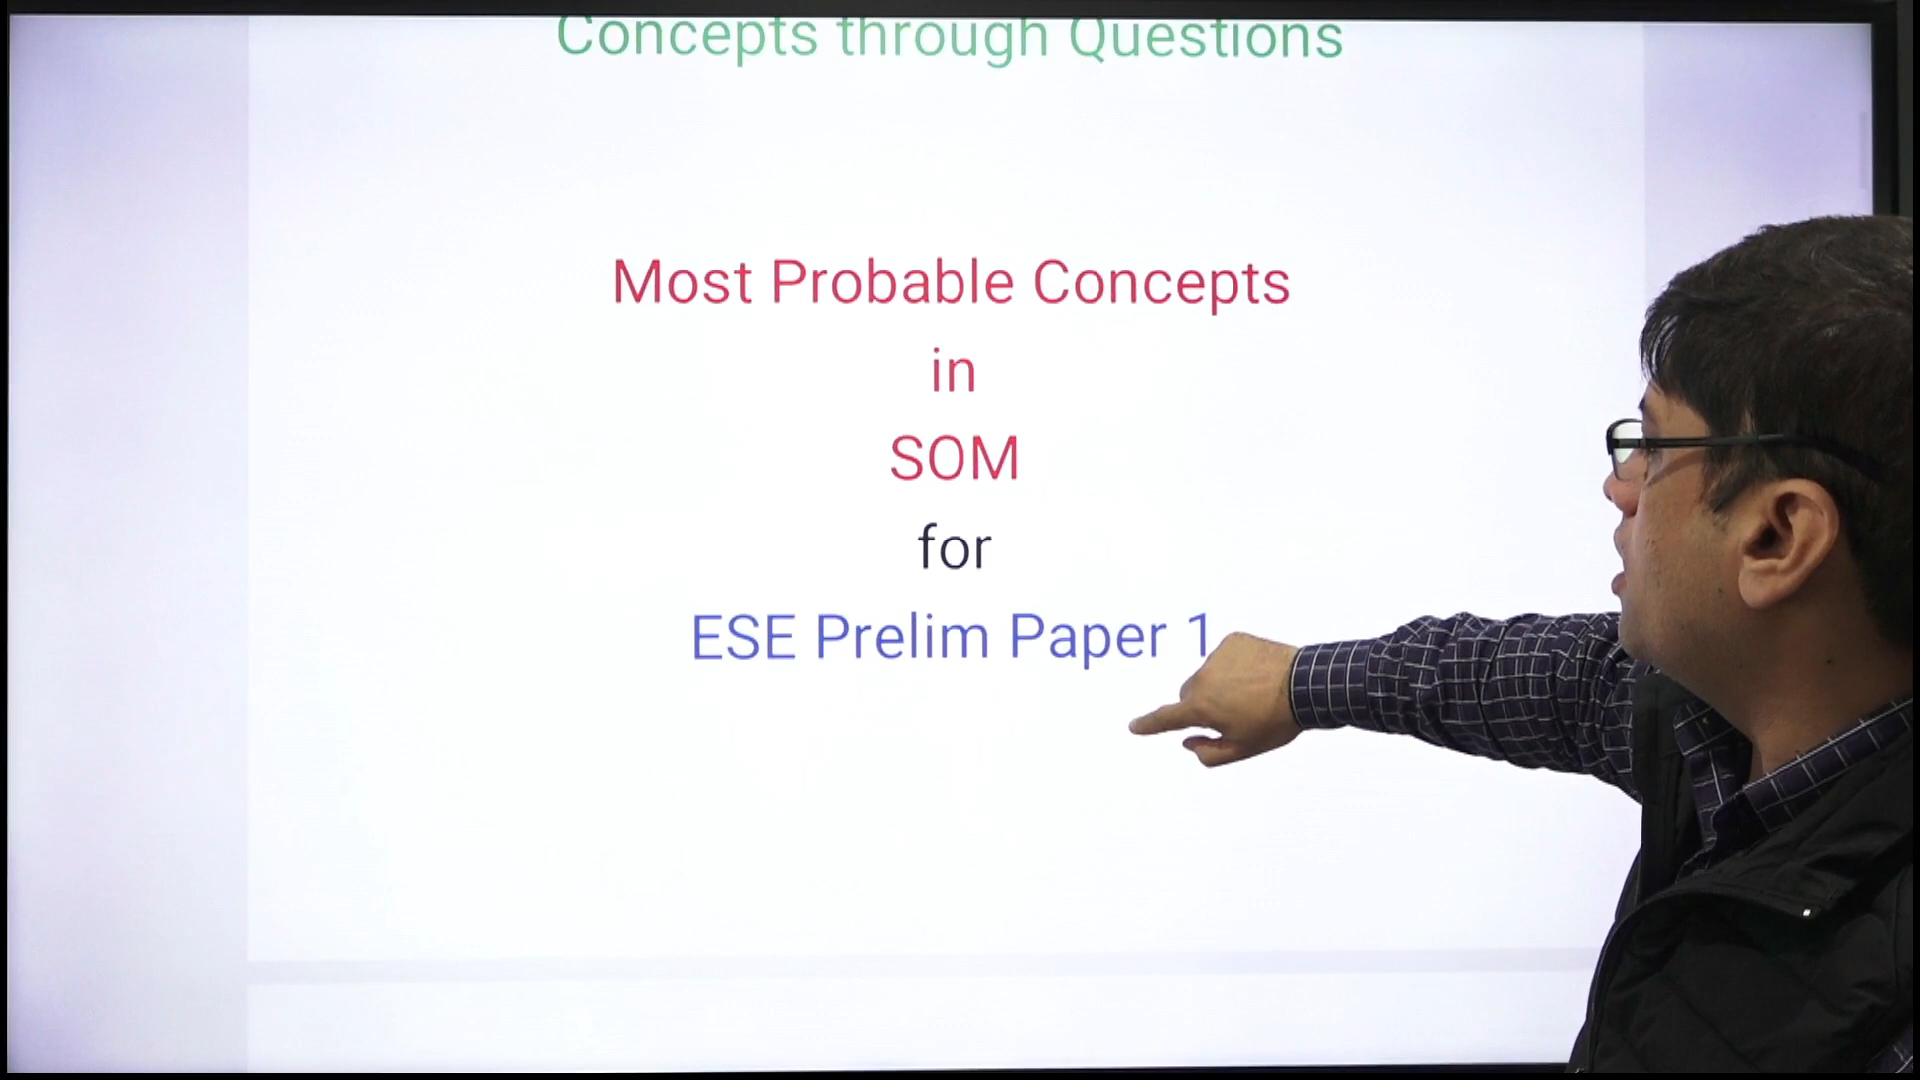 Concepts through Questions
Most Probable Concepts
in
SOM
for
ESE Prelim Paper 1